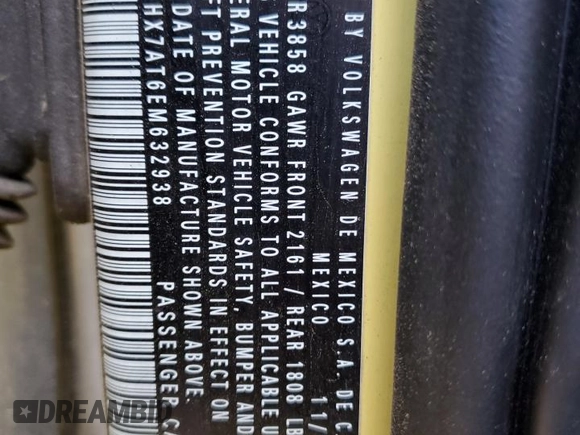 BY VOLKSWAGEN DE MEXICO S.A. DE C
MEXICO 11/
R 3858 GAWR FRONT 2161 / REAR 1808 LB
VEHICLE CONFORMS TO ALL APPLICABLE
ERAL MOTOR VEHICLE SAFETY, BUMPER AND
FT PREVENTION STANDARDS IN EFFECT ON
DATE OF MANUFACTURE SHOWN ABOVE.
HX7AT6EM632938 PASSENGER CA
DREAMBID